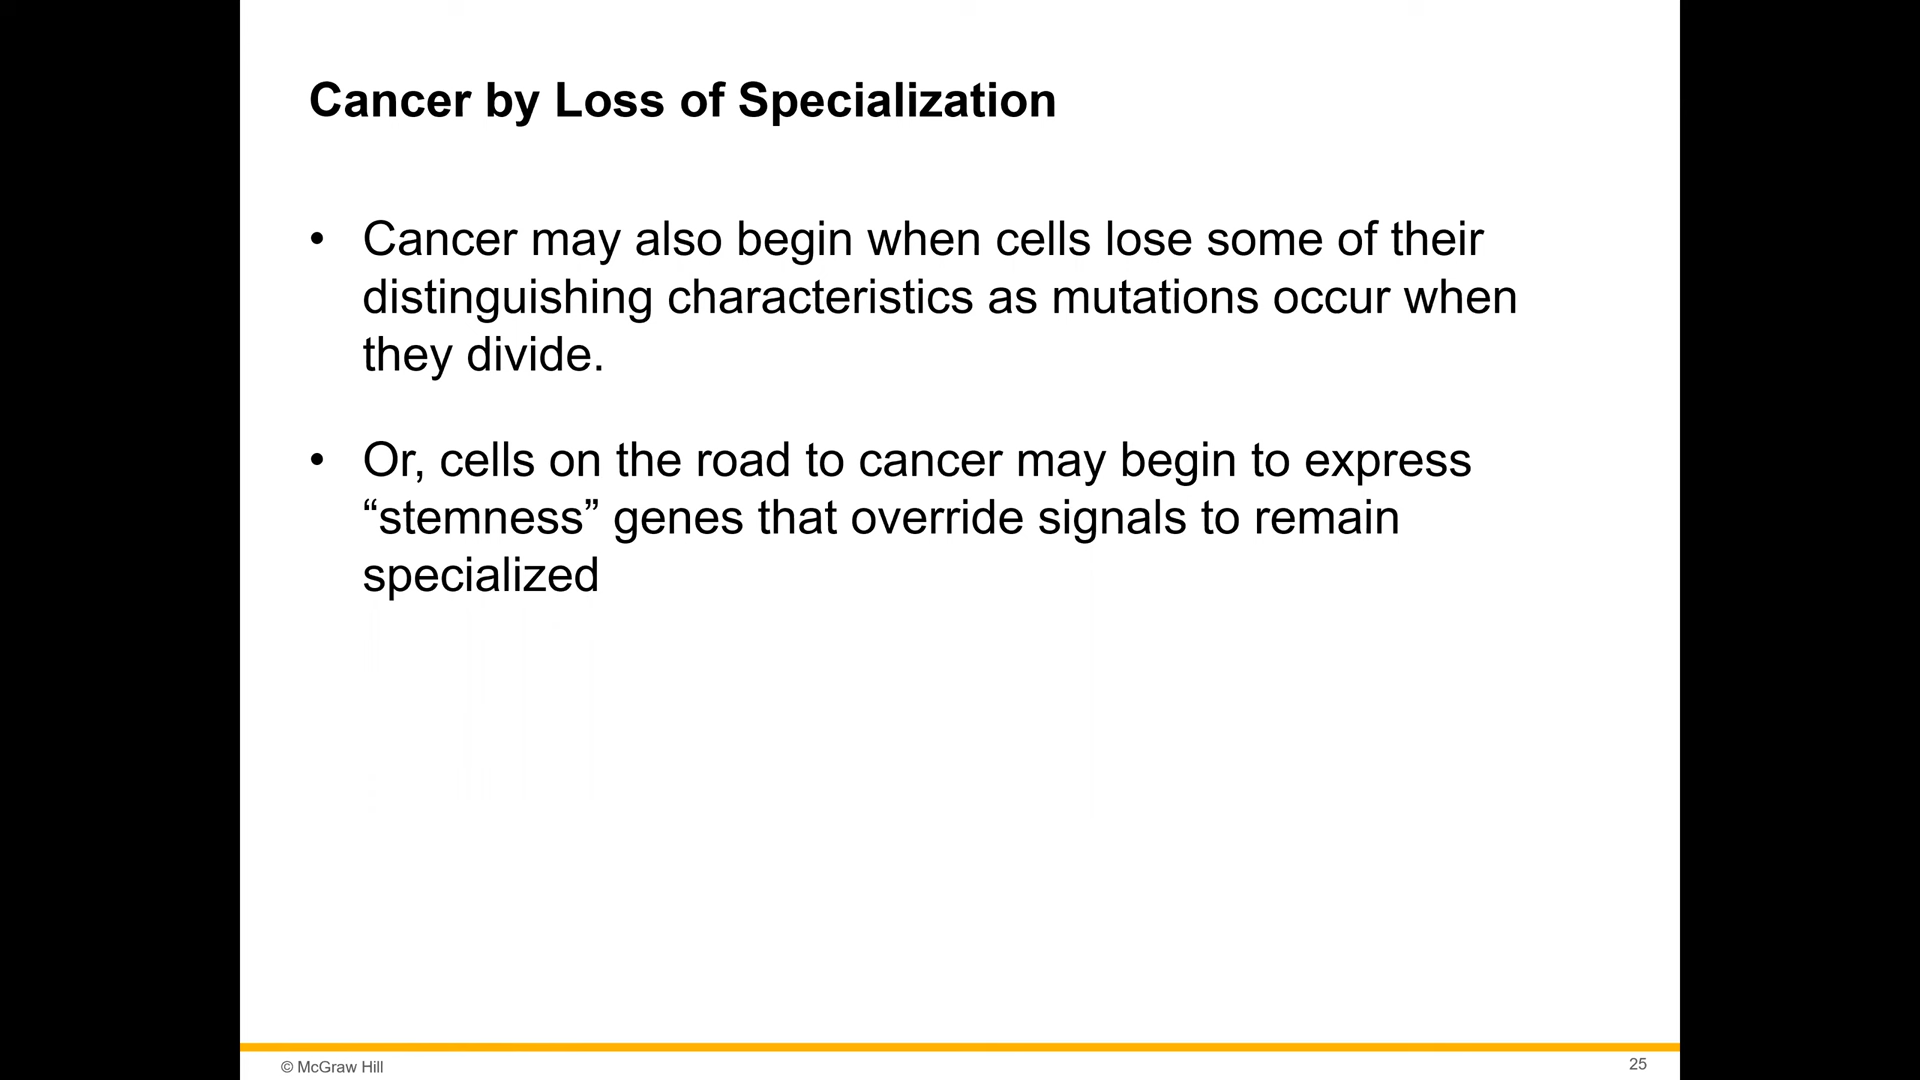 Cancer by Loss of Specialization
• Cancer may also begin when cells lose some of their
distinguishing characteristics as mutations occur when
they divide.
• Or, cells on the road to cancer may begin to express
“stemness” genes that override signals to remain
specialized
© McGraw Hill
25